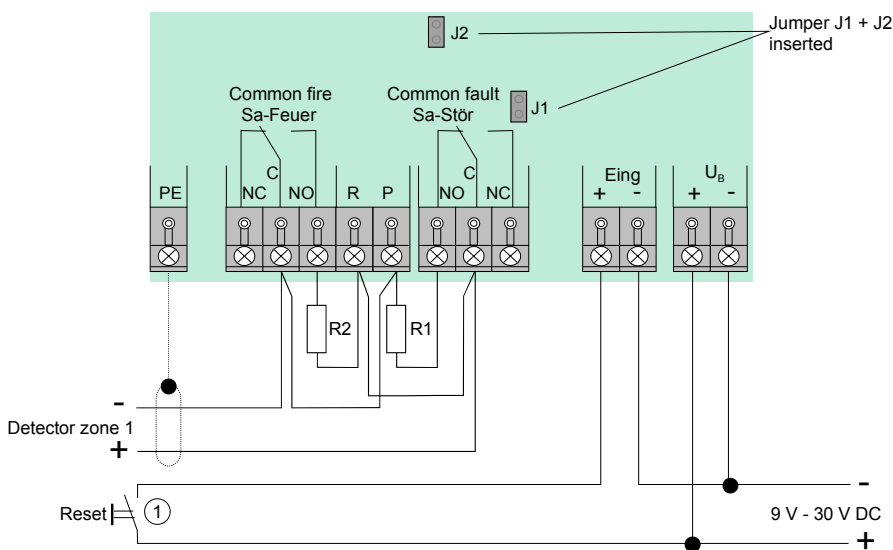 J2
Jumper J1 + J2
inserted
Common fire
Sa-Feuer
Common fault
Sa-Stör
J1
PE
C
NC NO
R P
C
NO NC
Eing
+ -
U_B
+ -
R2
R1
-
Detector zone 1
+
Reset
1
-
9 V - 30 V DC
+